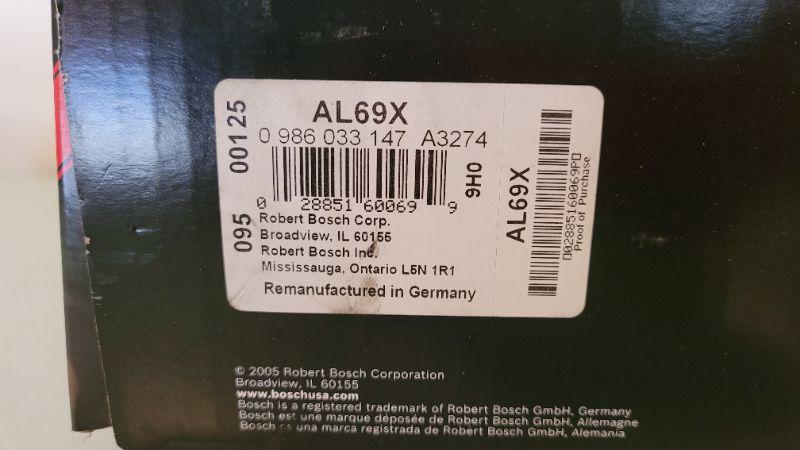 AL69X
0 986 033 147 A3274
095 00125
9H0
0 28851 60069 9
Robert Bosch Corp.
Broadview, IL 60155
Robert Bosch Inc.
Mississauga, Ontario L5N 1R1
Remanufactured in Germany
AL69X
D02885160069PD
Proof of Purchase
© 2005 Robert Bosch Corporation
Broadview, IL 60155
www.boschusa.com
Bosch is a registered trademark of Robert Bosch GmbH, Germany
Bosch est une marque déposée de Robert Bosch GmbH, Allemagne
Bosch es una marca registrada de Robert Bosch GmbH, Alemania